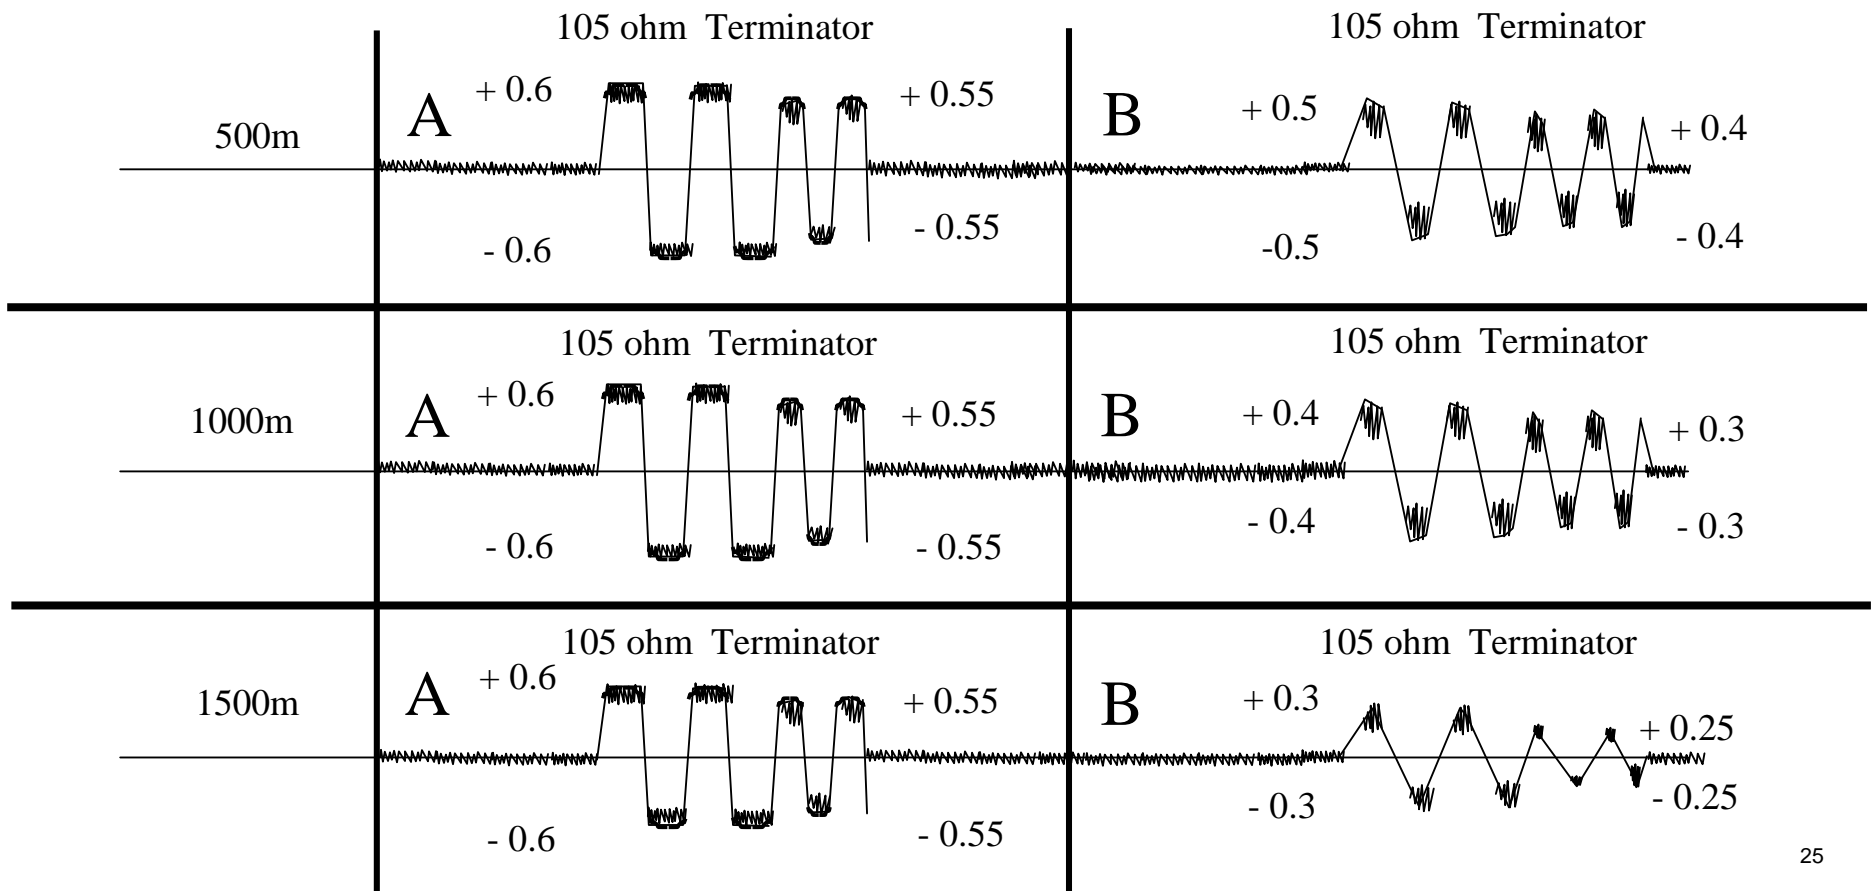 105 ohm Terminator
105 ohm Terminator
500m
A
+ 0.6
+ 0.55
- 0.6
- 0.55
B
+ 0.5
+ 0.4
-0.5
- 0.4
105 ohm Terminator
105 ohm Terminator
1000m
A
+ 0.6
+ 0.55
- 0.6
- 0.55
B
+ 0.4
+ 0.3
- 0.4
- 0.3
105 ohm Terminator
105 ohm Terminator
1500m
A
+ 0.6
+ 0.55
- 0.6
- 0.55
B
+ 0.3
+ 0.25
- 0.3
- 0.25
25